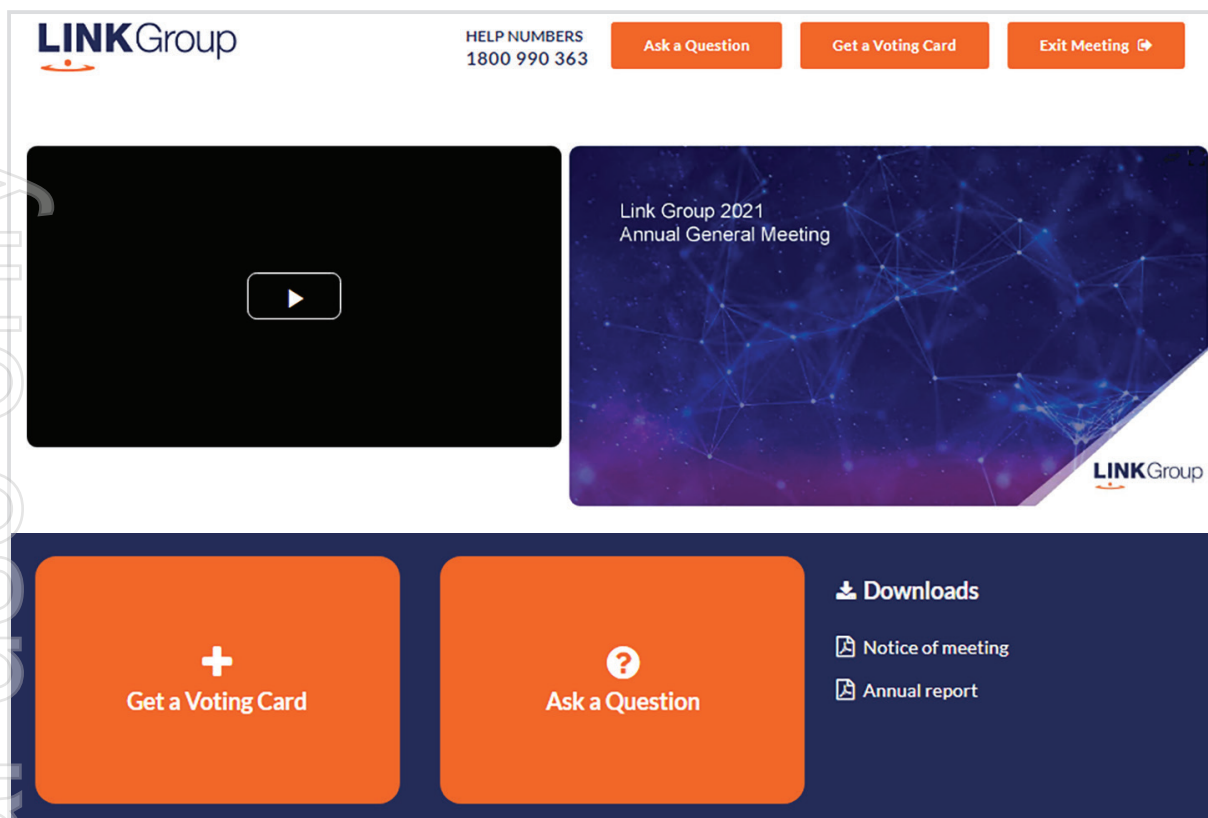 LINKGroup
HELP NUMBERS
1800 990 363
Ask a Question
Get a Voting Card
Exit Meeting
Link Group 2021
Annual General Meeting
LINKGroup
Get a Voting Card
Ask a Question
Downloads
Notice of meeting
Annual report